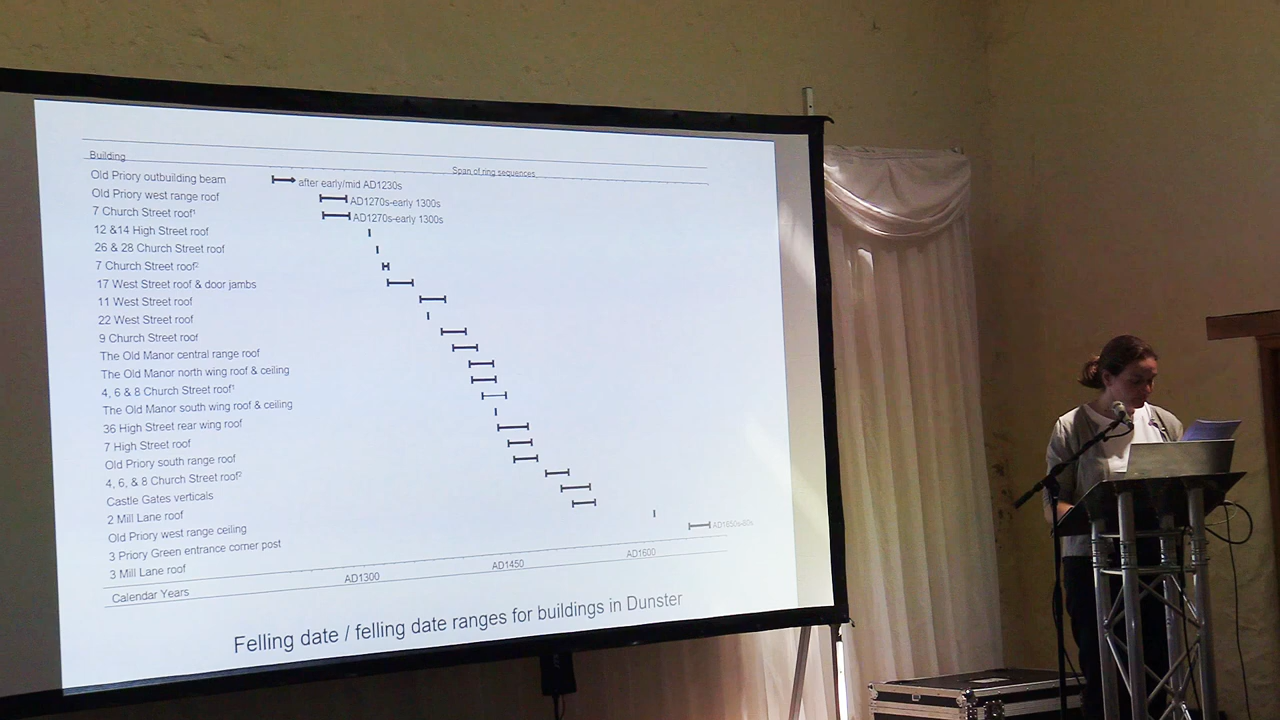 Building
Span of ring sequences
Old Priory outbuilding beam
after early/mid AD1230s
Old Priory west range roof
AD1270s-early 1300s
7 Church Street roof¹
AD1270s-early 1300s
12 &14 High Street roof
26 & 28 Church Street roof
7 Church Street roof²
17 West Street roof & door jambs
11 West Street roof
22 West Street roof
9 Church Street roof
The Old Manor central range roof
The Old Manor north wing roof & ceiling
4, 6 & 8 Church Street roof¹
The Old Manor south wing roof & ceiling
36 High Street rear wing roof
7 High Street roof
Old Priory south range roof
4, 6, & 8 Church Street roof²
Castle Gates verticals
2 Mill Lane roof
Old Priory west range ceiling
3 Priory Green entrance corner post
AD1650s-80s
3 Mill Lane roof
Calendar Years
AD1300
AD1450
AD1600
Felling date / felling date ranges for buildings in Dunster